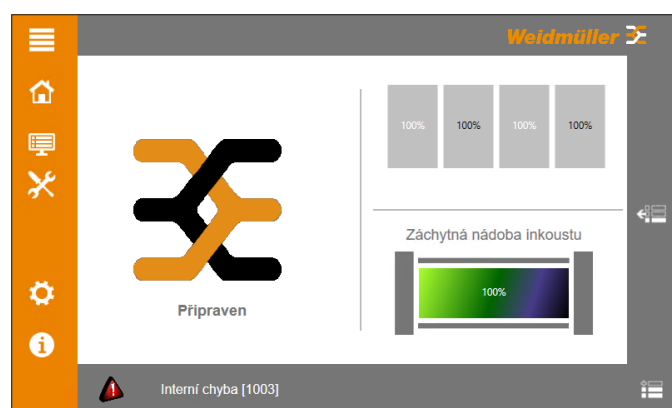 Weidmüller
100% 100% 100% 100%
Záchytná nádoba inkoustu
100%
Připraven
Interní chyba [1003]